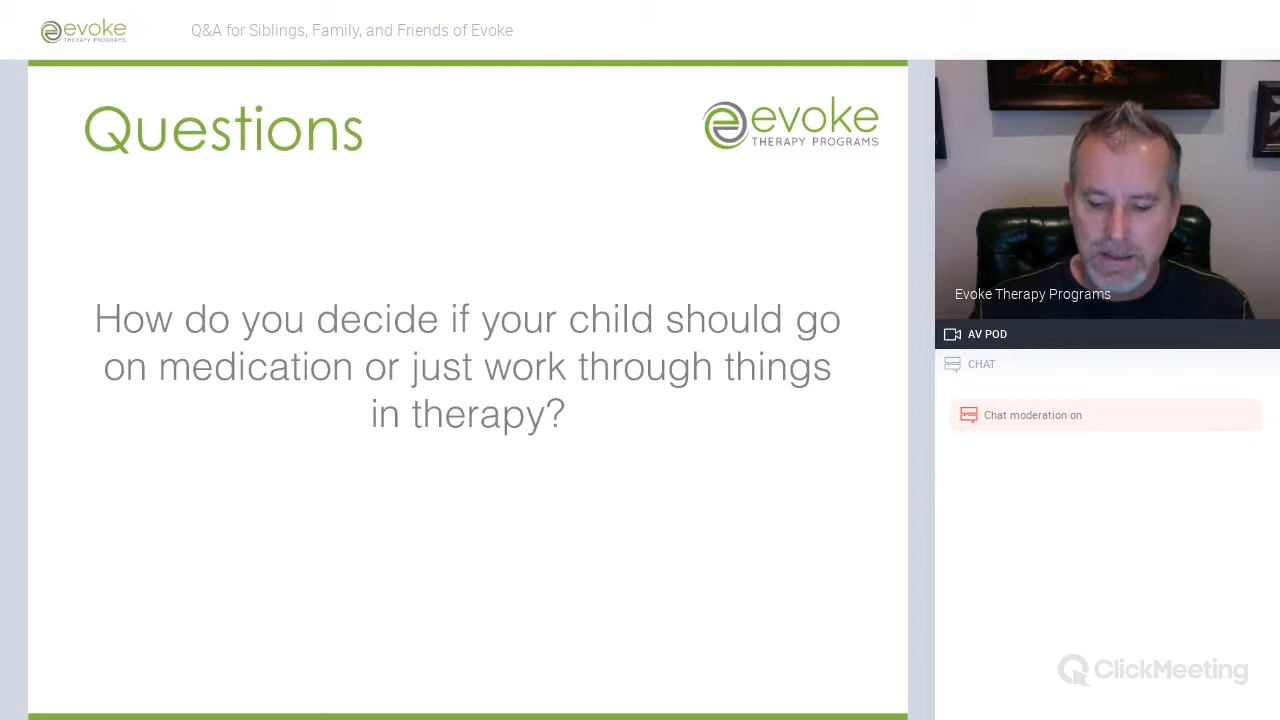 evoke
THERAPY PROGRAMS
Q&A for Siblings, Family, and Friends of Evoke
Questions
evoke
THERAPY PROGRAMS
How do you decide if your child should go
on medication or just work through things
in therapy?
Evoke Therapy Programs
AV POD
CHAT
Chat moderation on
ClickMeeting